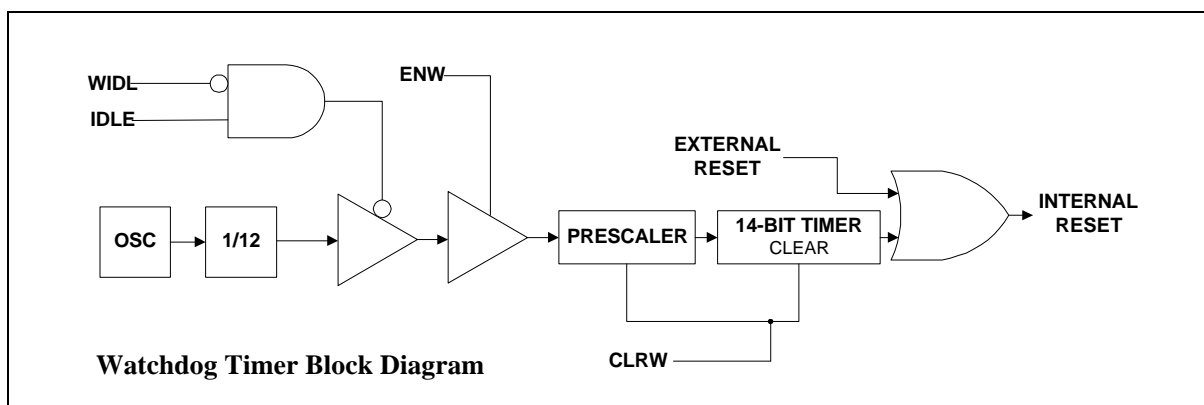 WIDL
IDLE
ENW
EXTERNAL
RESET
INTERNAL
RESET
OSC
1/12
PRESCALER
14-BIT TIMER
CLEAR
CLRW
Watchdog Timer Block Diagram